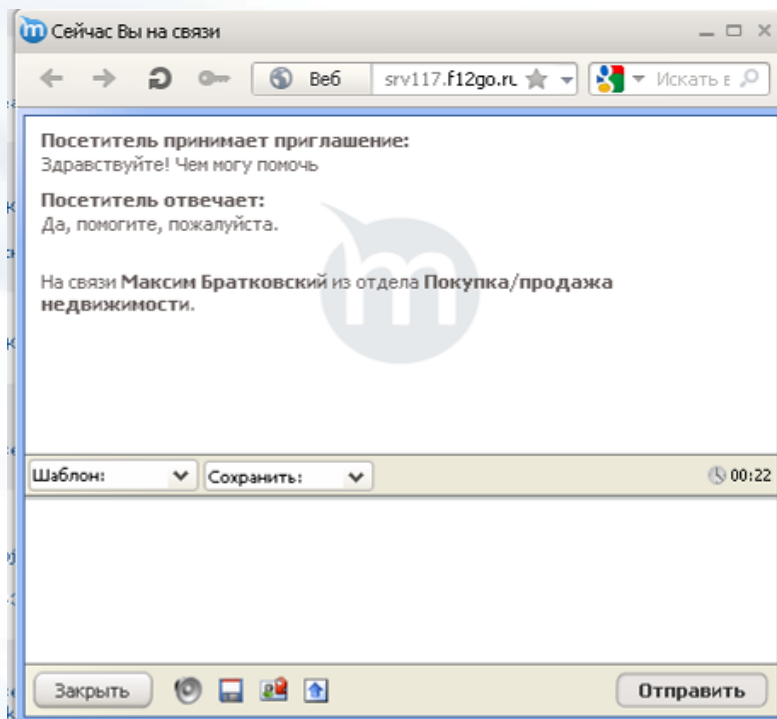 Сейчас Вы на связи
Веб srv117.f12go.ru Искать в
Посетитель принимает приглашение:
Здравствуйте! Чем могу помочь
Посетитель отвечает:
Да, помогите, пожалуйста.
На связи Максим Братковский из отдела Покупка/продажа
недвижимости.
Шаблон: Сохранить: 00:22
Закрыть Отправить